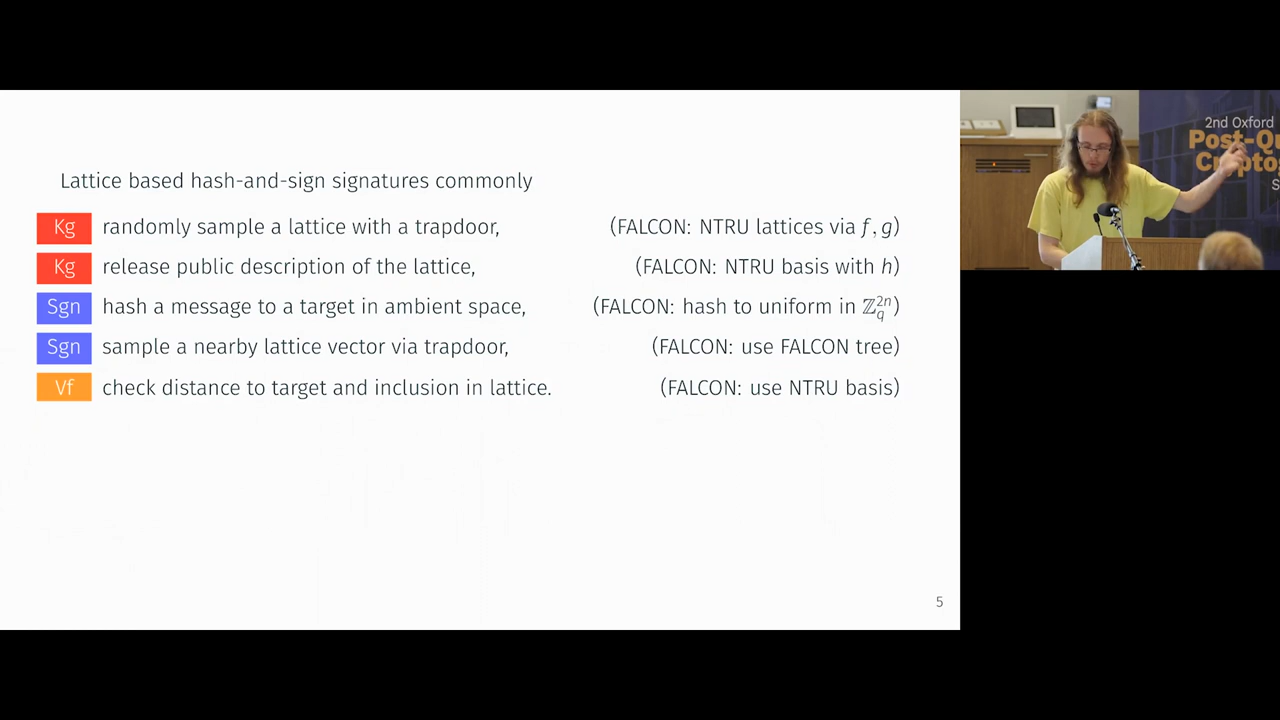 Lattice based hash-and-sign signatures commonly
Kg randomly sample a lattice with a trapdoor, (FALCON: NTRU lattices via f, g)
Kg release public description of the lattice, (FALCON: NTRU basis with h)
Sgn hash a message to a target in ambient space, (FALCON: hash to uniform in ℤ_q^{2n})
Sgn sample a nearby lattice vector via trapdoor, (FALCON: use FALCON tree)
Vf check distance to target and inclusion in lattice. (FALCON: use NTRU basis)
5
2nd Oxford
Post-Qu
Crypto
S